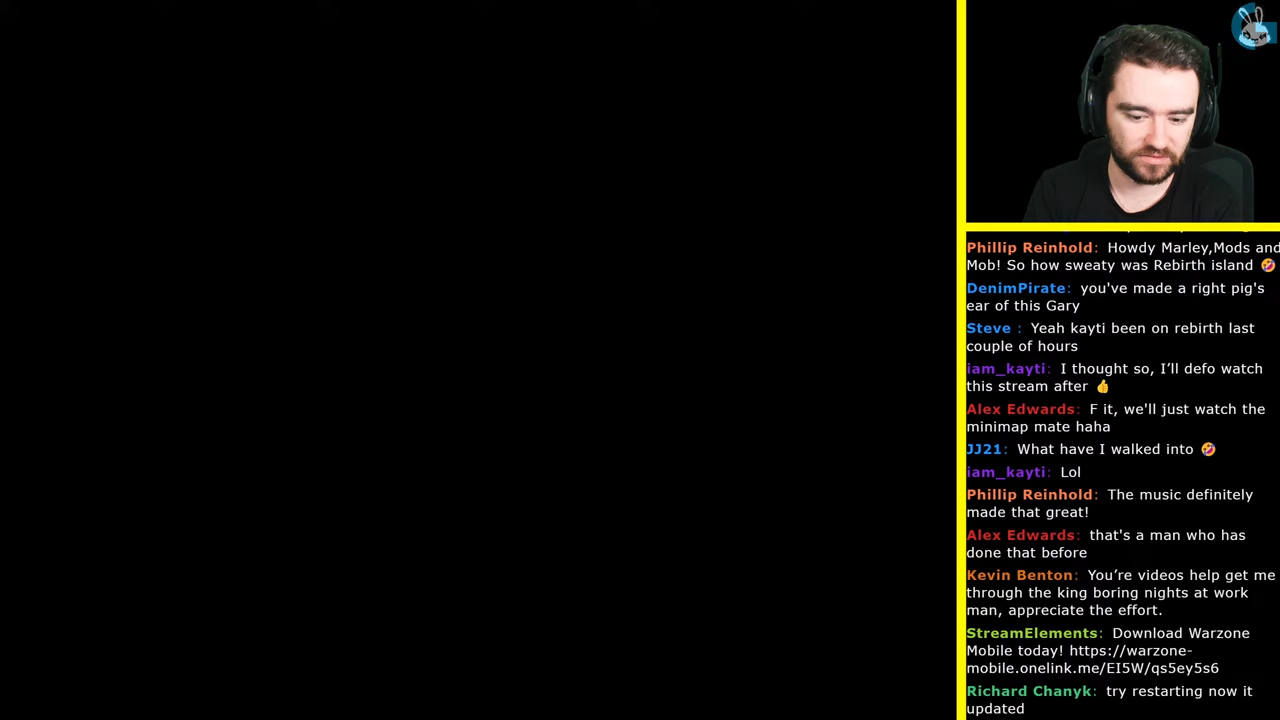 Phillip Reinhold: Howdy Marley,Mods and
Mob! So how sweaty was Rebirth island 🤣
DenimPirate: you've made a right pig's
ear of this Gary
Steve : Yeah kayti been on rebirth last
couple of hours
iam_kayti: I thought so, I’ll defo watch
this stream after 👍
Alex Edwards: F it, we'll just watch the
minimap mate haha
JJ21: What have I walked into 🤣
iam_kayti: Lol
Phillip Reinhold: The music definitely
made that great!
Alex Edwards: that's a man who has
done that before
Kevin Benton: You’re videos help get me
through the king boring nights at work
man, appreciate the effort.
StreamElements: Download Warzone
Mobile today! https://warzone-
mobile.onelink.me/EI5W/qs5ey5s6
Richard Chanyk: try restarting now it
updated